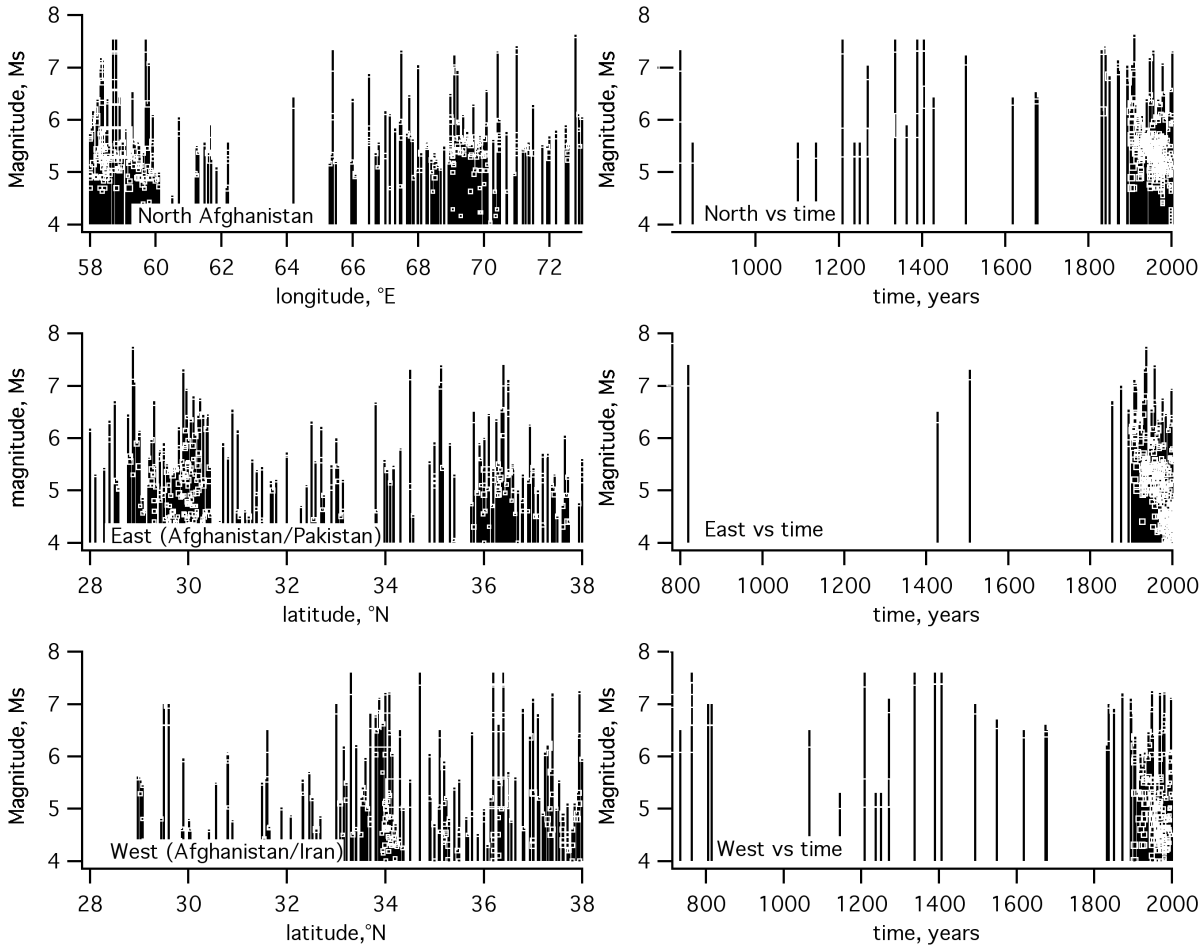 8
7
6
5
4
Magnitude, Ms
North Afghanistan
58 60 62 64 66 68 70 72
longitude, °E
8
7
6
5
4
Magnitude, Ms
North vs time
1000 1200 1400 1600 1800 2000
time, years
8
7
6
5
4
magnitude, Ms
East (Afghanistan/Pakistan)
28 30 32 34 36 38
latitude, °N
8
7
6
5
4
Magnitude, Ms
East vs time
800 1000 1200 1400 1600 1800 2000
time, years
8
7
6
5
4
Magnitude, Ms
West (Afghanistan/Iran)
28 30 32 34 36 38
latitude,°N
8
7
6
5
4
Magnitude, Ms
West vs time
800 1000 1200 1400 1600 1800 2000
time, years